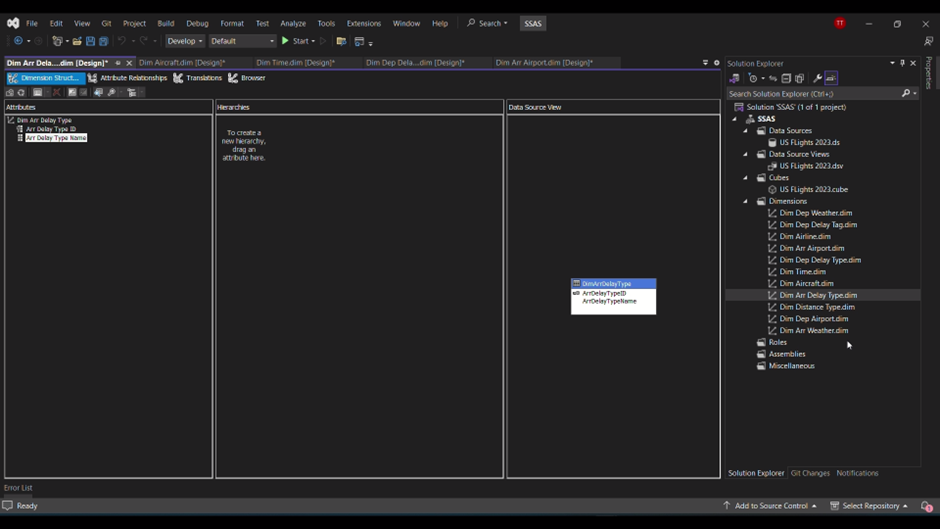 File Edit View Git Project Build Debug Format Test Analyze Tools Extensions Window Help Search SSAS TT
Develop Default Start
Dim Arr Dela....dim [Design]* Dim Aircraft.dim [Design]* Dim Time.dim [Design]* Dim Dep Dela....dim [Design]* Dim Arr Airport.dim [Design]*
Dimension Struct... Attribute Relationships Translations Browser
Attributes
Dim Arr Delay Type
Arr Delay Type ID
Arr Delay Type Name
Hierarchies
To create a
new hierarchy,
drag an
attribute here.
Data Source View
DimArrDelayType
ArrDelayTypeID
ArrDelayTypeName
Solution Explorer
Search Solution Explorer (Ctrl+;)
Solution 'SSAS' (1 of 1 project)
SSAS
Data Sources
US FLights 2023.ds
Data Source Views
US FLights 2023.dsv
Cubes
US FLights 2023.cube
Dimensions
Dim Dep Weather.dim
Dim Dep Delay Tag.dim
Dim Airline.dim
Dim Arr Airport.dim
Dim Dep Delay Type.dim
Dim Time.dim
Dim Aircraft.dim
Dim Arr Delay Type.dim
Dim Distance Type.dim
Dim Dep Airport.dim
Dim Arr Weather.dim
Roles
Assemblies
Miscellaneous
Solution Explorer Git Changes Notifications
Properties
Error List
Ready Add to Source Control Select Repository 1